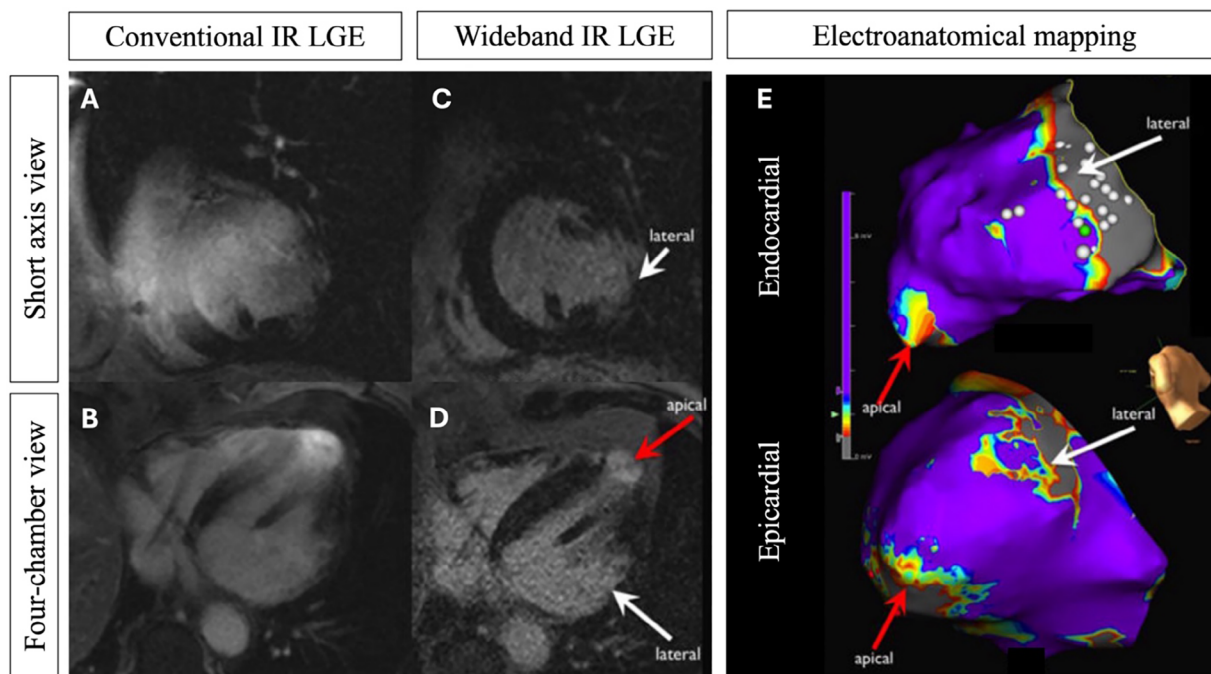 Conventional IR LGE
Wideband IR LGE
Electroanatomical mapping
Short axis view
Four-chamber view
A
C
lateral
B
D
apical
lateral
E
Endocardial
lateral
apical
Epicardial
lateral
apical